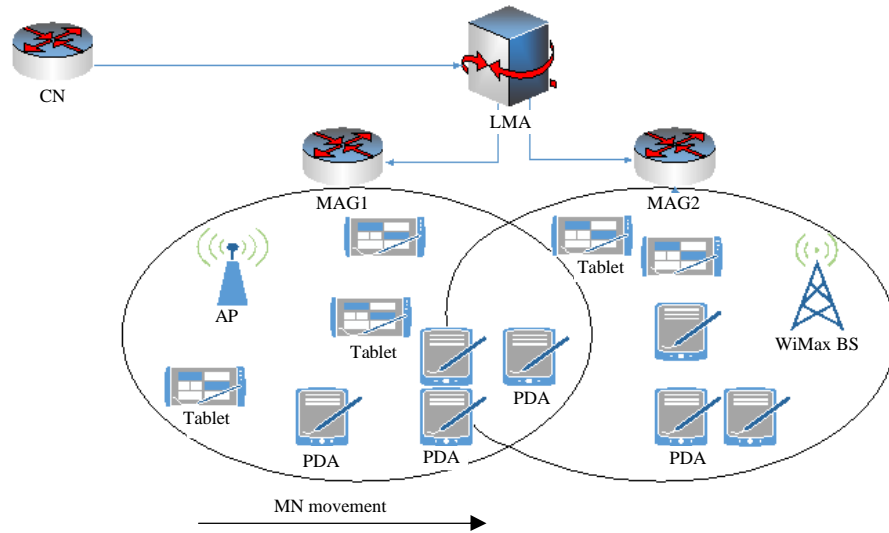 CN
LMA
MAG1
MAG2
Tablet
AP
Tablet
WiMax BS
Tablet
PDA
PDA
PDA
PDA
MN movement